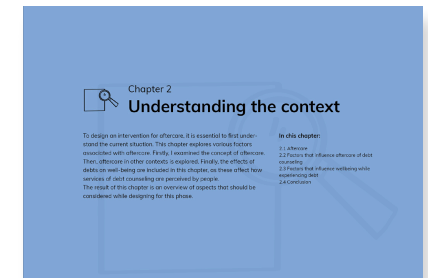 Chapter 2
Understanding the context
To design an intervention for aftercare, it is essential to first under-
stand the current situation. This chapter explores various factors
associated with aftercare. Firstly, I examined the concept of aftercare.
Then, aftercare in other contexts is explored. Finally, the effects of
debts on well-being are included in this chapter, as these affect how
services of debt counseling are perceived by people.
The result of this chapter is an overview of aspects that should be
considered while designing for this phase.
In this chapter:
2.1 Aftercare
2.2 Factors that influence aftercare of debt
counseling
2.3 Factors that influence wellbeing while
experiencing debt
2.4 Conclusion